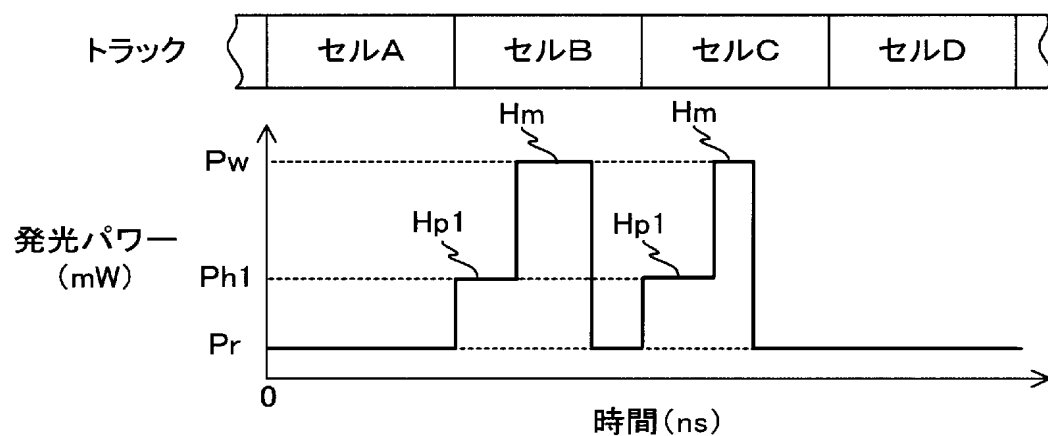 トラック セルA セルB セルC セルD
Hm Hm
Pw
Hp1 Hp1
発光パワー
(mW)
Ph1
Pr
0
時間(ns)